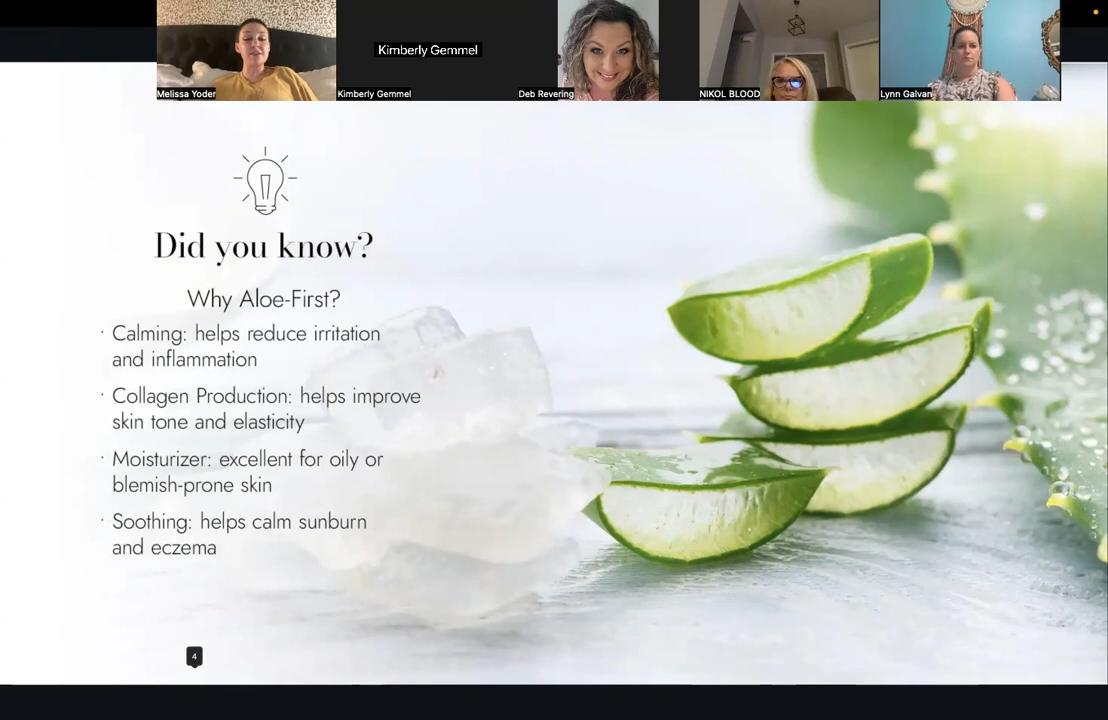 Kimberly Gemmel
Melissa Yoder
Kimberly Gemmel
Deb Revering
NIKOL BLOOD
Lynn Galvan
Did you know?
Why Aloe-First?
· Calming: helps reduce irritation
and inflammation
· Collagen Production: helps improve
skin tone and elasticity
· Moisturizer: excellent for oily or
blemish-prone skin
· Soothing: helps calm sunburn
and eczema
4